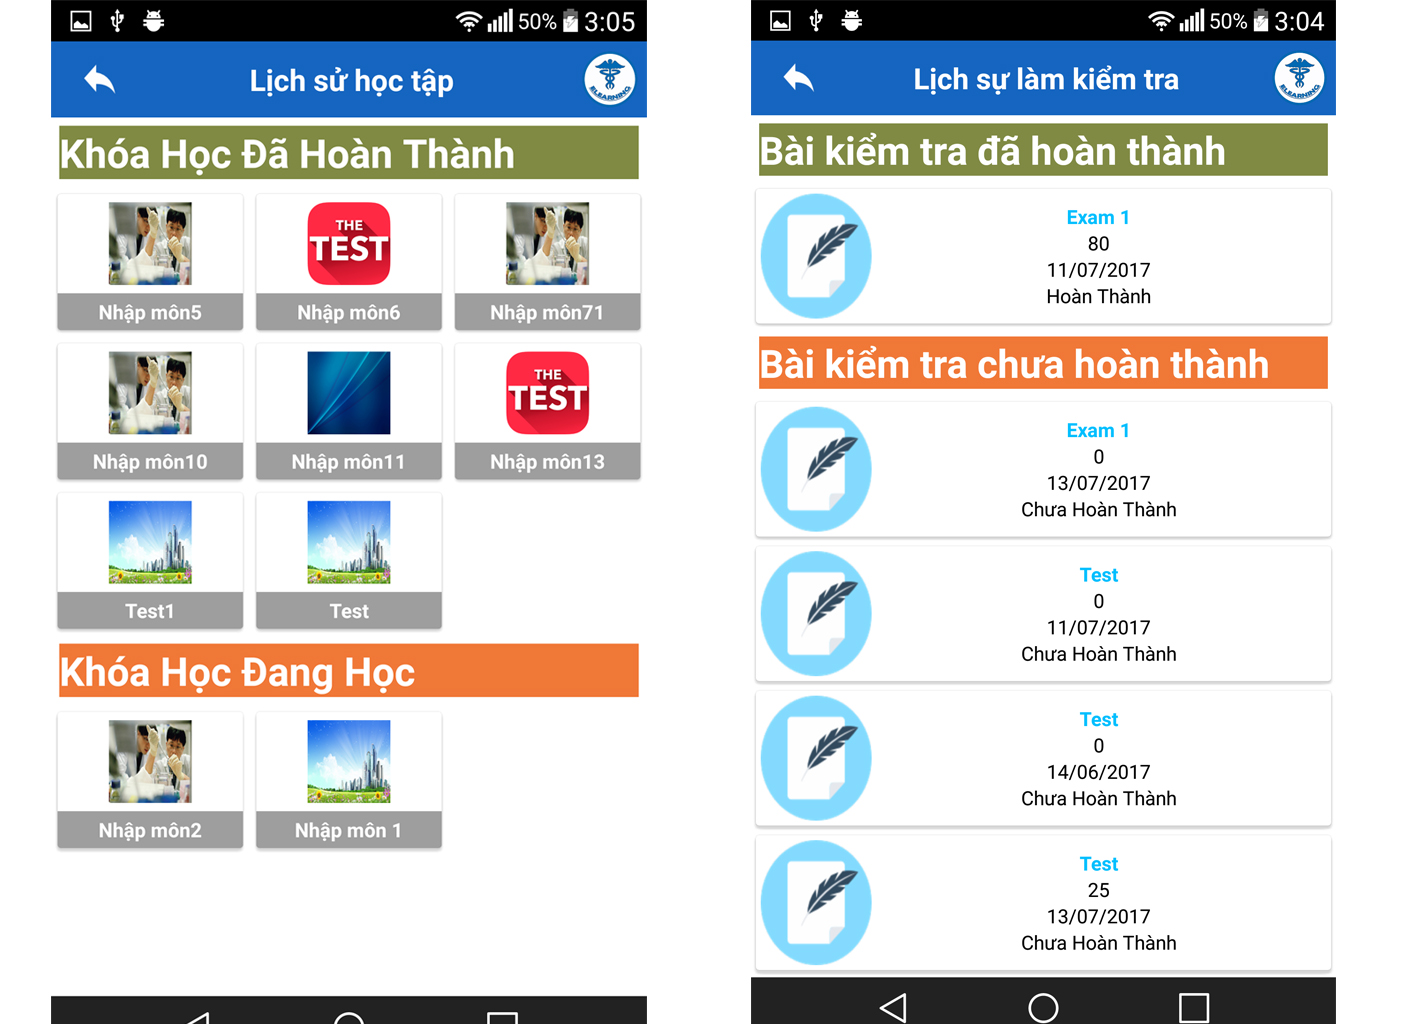 50% 3:05
Lịch sử học tập
ELEARNING
Khóa Học Đã Hoàn Thành
THE
TEST
Nhập môn5
Nhập môn6
Nhập môn71
THE
TEST
Nhập môn10
Nhập môn11
Nhập môn13
Test1
Test
Khóa Học Đang Học
Nhập môn2
Nhập môn 1
50% 3:04
Lịch sự làm kiểm tra
ELEARNING
Bài kiểm tra đã hoàn thành
Exam 1
80
11/07/2017
Hoàn Thành
Bài kiểm tra chưa hoàn thành
Exam 1
0
13/07/2017
Chưa Hoàn Thành
Test
0
11/07/2017
Chưa Hoàn Thành
Test
0
14/06/2017
Chưa Hoàn Thành
Test
25
13/07/2017
Chưa Hoàn Thành